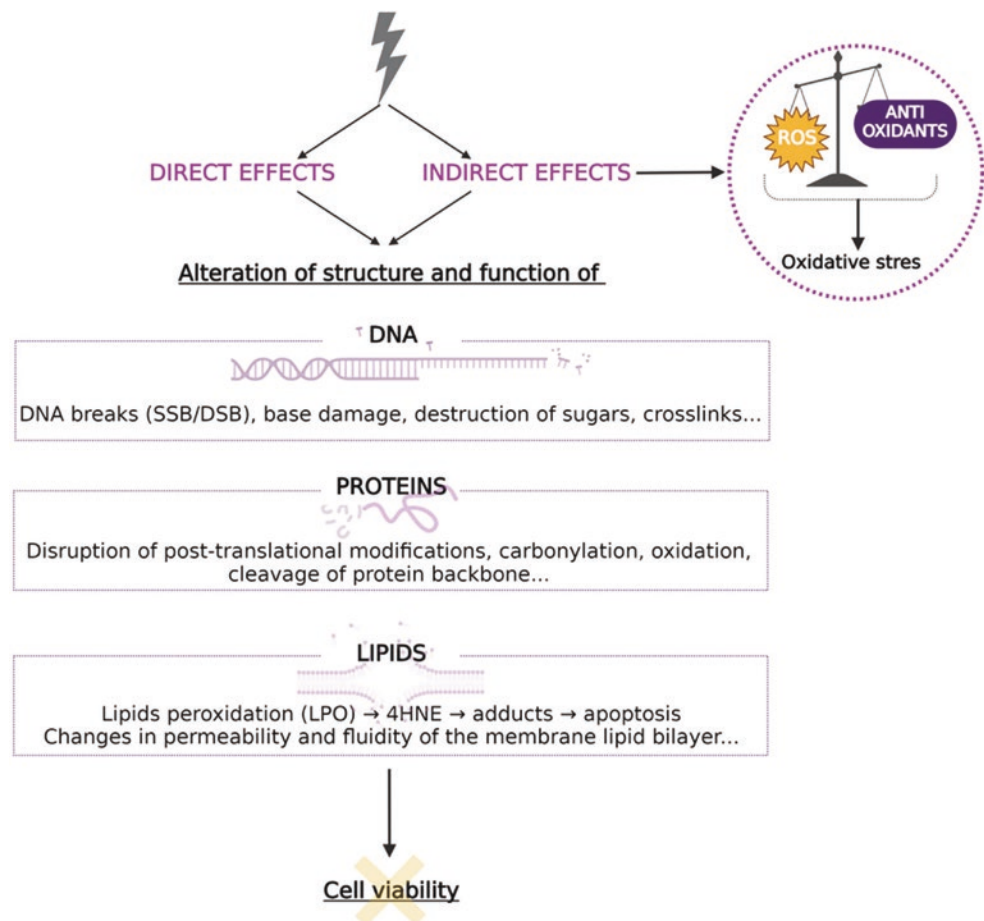 DIRECT EFFECTS
INDIRECT EFFECTS
ROS
ANTI
OXIDANTS
Oxidative stres
Alteration of structure and function of
DNA
DNA breaks (SSB/DSB), base damage, destruction of sugars, crosslinks...
PROTEINS
Disruption of post-translational modifications, carbonylation, oxidation,
cleavage of protein backbone...
LIPIDS
Lipids peroxidation (LPO) → 4HNE → adducts → apoptosis
Changes in permeability and fluidity of the membrane lipid bilayer...
Cell viability